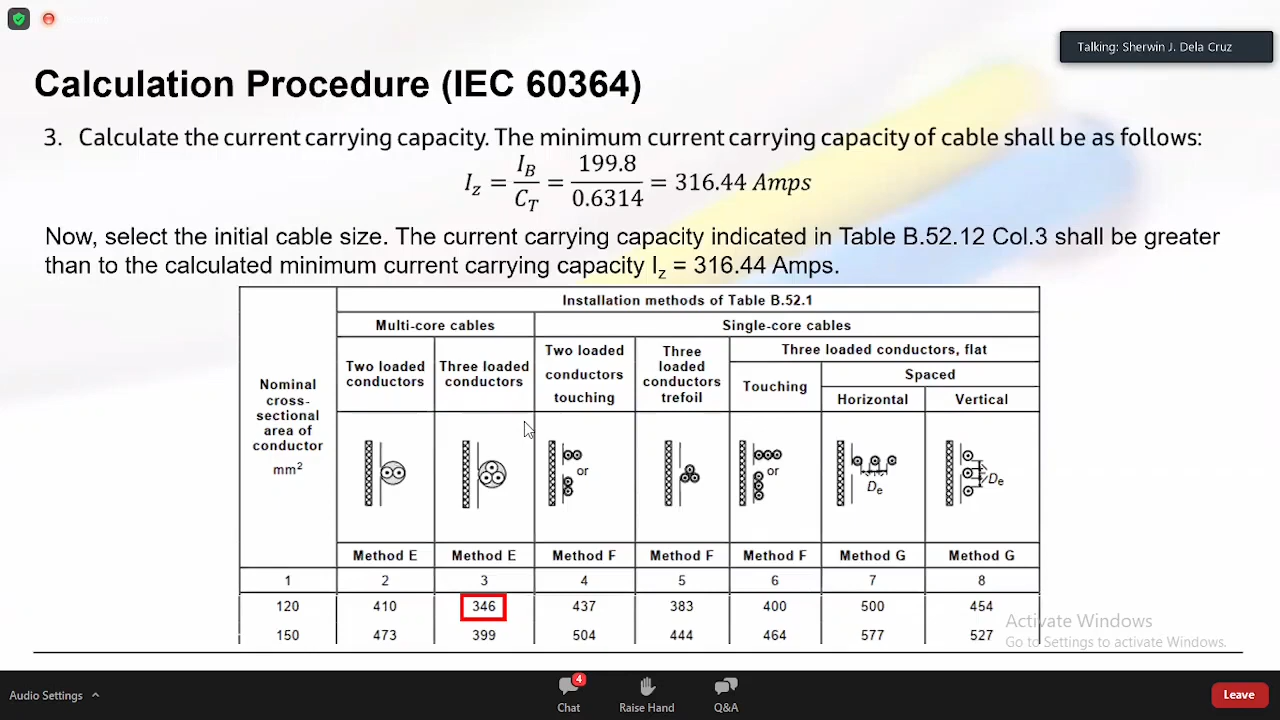 Talking: Sherwin J. Dela Cruz
Calculation Procedure (IEC 60364)
3. Calculate the current carrying capacity. The minimum current carrying capacity of cable shall be as follows:
I_z = I_B / C_T = 199.8 / 0.6314 = 316.44 Amps
Now, select the initial cable size. The current carrying capacity indicated in Table B.52.12 Col.3 shall be greater
than to the calculated minimum current carrying capacity I_z = 316.44 Amps.
Installation methods of Table B.52.1
Multi-core cables Single-core cables
Nominal cross-sectional area of conductor mm²
Two loaded conductors
Three loaded conductors
Two loaded conductors touching
Three loaded conductors trefoil
Three loaded conductors, flat
Touching
Spaced
Horizontal Vertical
or or D_e D_e
Method E Method E Method F Method F Method F Method G Method G
1 2 3 4 5 6 7 8
120 410 346 437 383 400 500 454
150 473 399 504 444 464 577 527
Activate Windows
Go to Settings to activate Windows.
Audio Settings
4
Chat
Raise Hand
Q&A
Leave